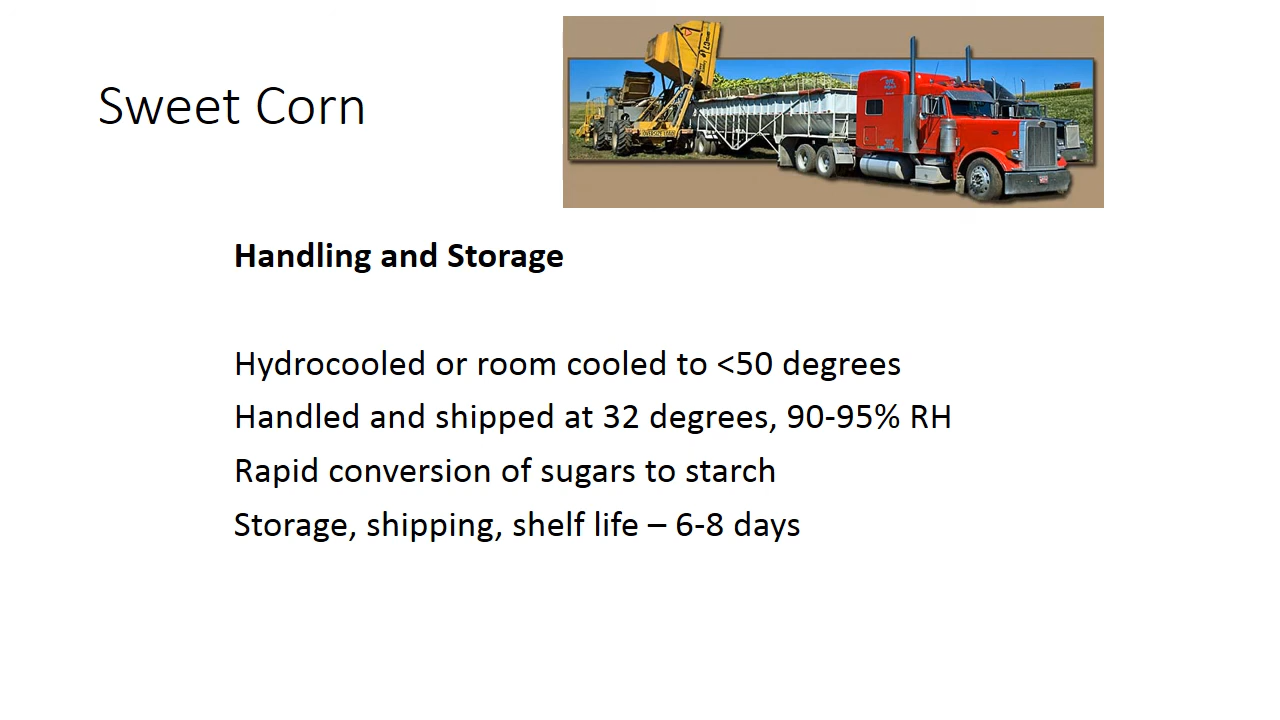 Sweet Corn
Handling and Storage
Hydrocooled or room cooled to <50 degrees
Handled and shipped at 32 degrees, 90-95% RH
Rapid conversion of sugars to starch
Storage, shipping, shelf life – 6-8 days